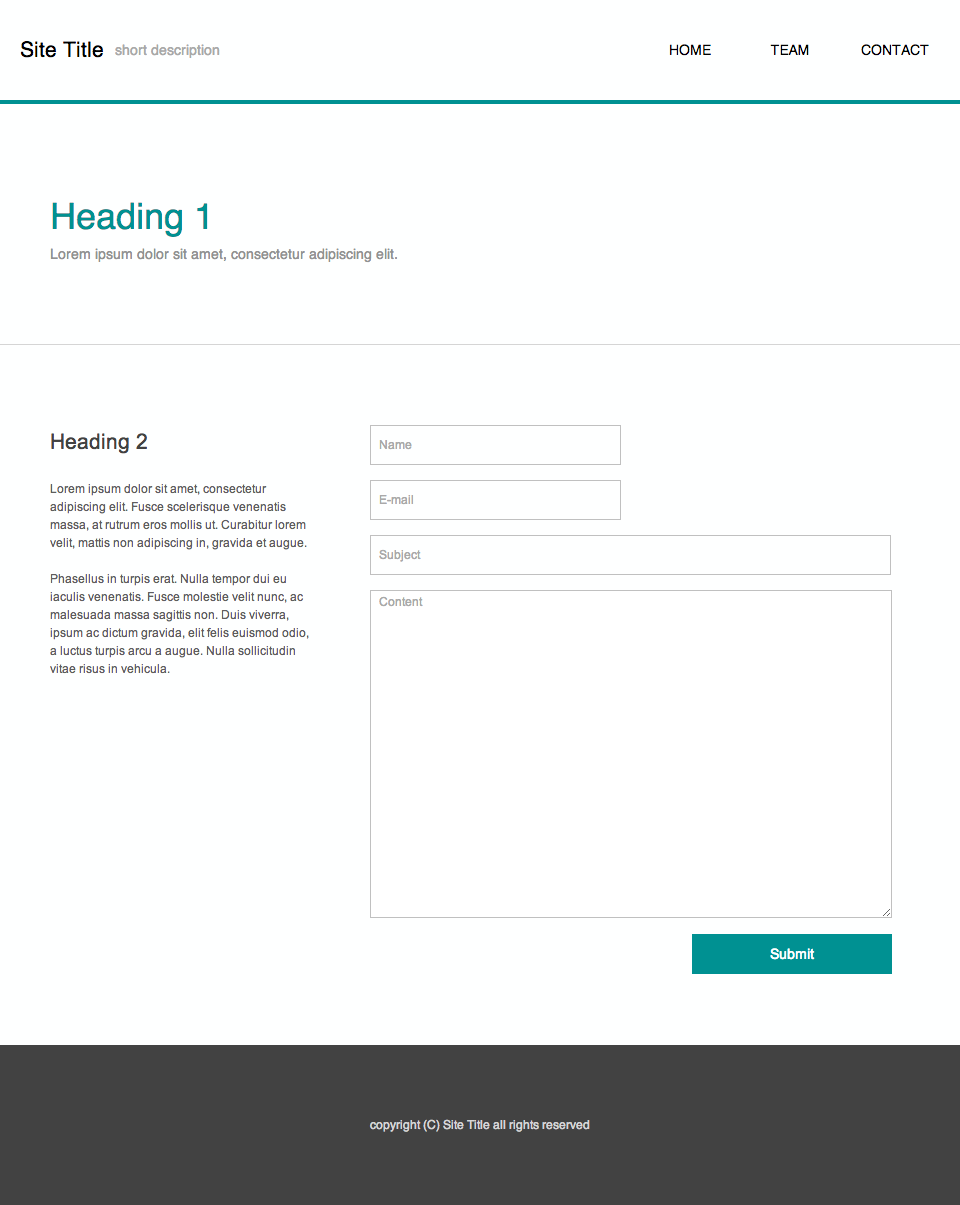 Site Title short description HOME TEAM CONTACT
Heading 1
Lorem ipsum dolor sit amet, consectetur adipiscing elit.
Heading 2
Lorem ipsum dolor sit amet, consectetur
adipiscing elit. Fusce scelerisque venenatis
massa, at rutrum eros mollis ut. Curabitur lorem
velit, mattis non adipiscing in, gravida et augue.
Phasellus in turpis erat. Nulla tempor dui eu
iaculis venenatis. Fusce molestie velit nunc, ac
malesuada massa sagittis non. Duis viverra,
ipsum ac dictum gravida, elit felis euismod odio,
a luctus turpis arcu a augue. Nulla sollicitudin
vitae risus in vehicula.
Name
E-mail
Subject
Content
Submit
copyright (C) Site Title all rights reserved